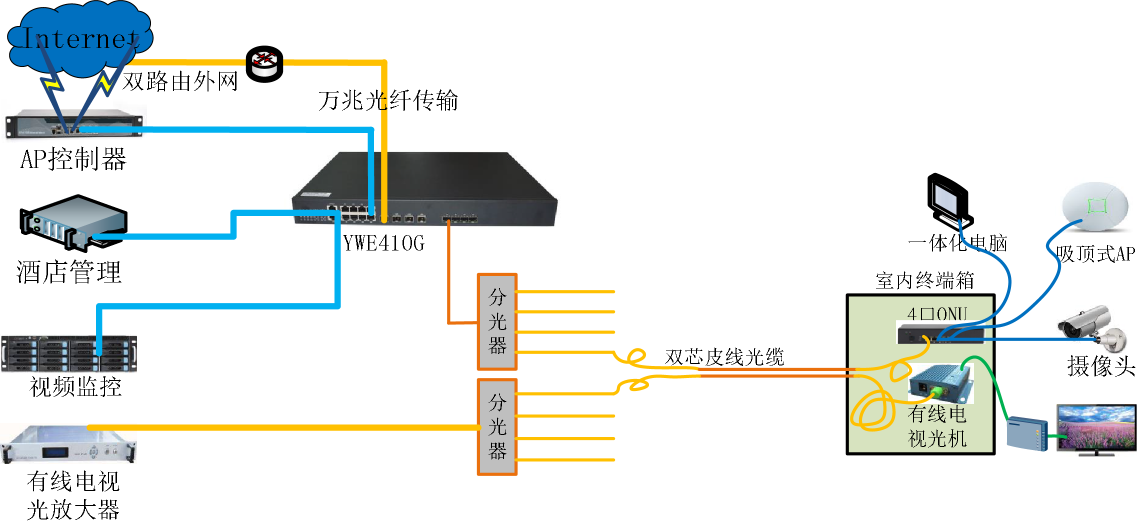 Internet
双路由外网
万兆光纤传输
AP控制器
YWE410G
酒店管理
一体化电脑
吸顶式AP
室内终端箱
分光器
4口ONU
双芯皮线光缆
摄像头
视频监控
分光器
有线电视光机
有线电视
光放大器